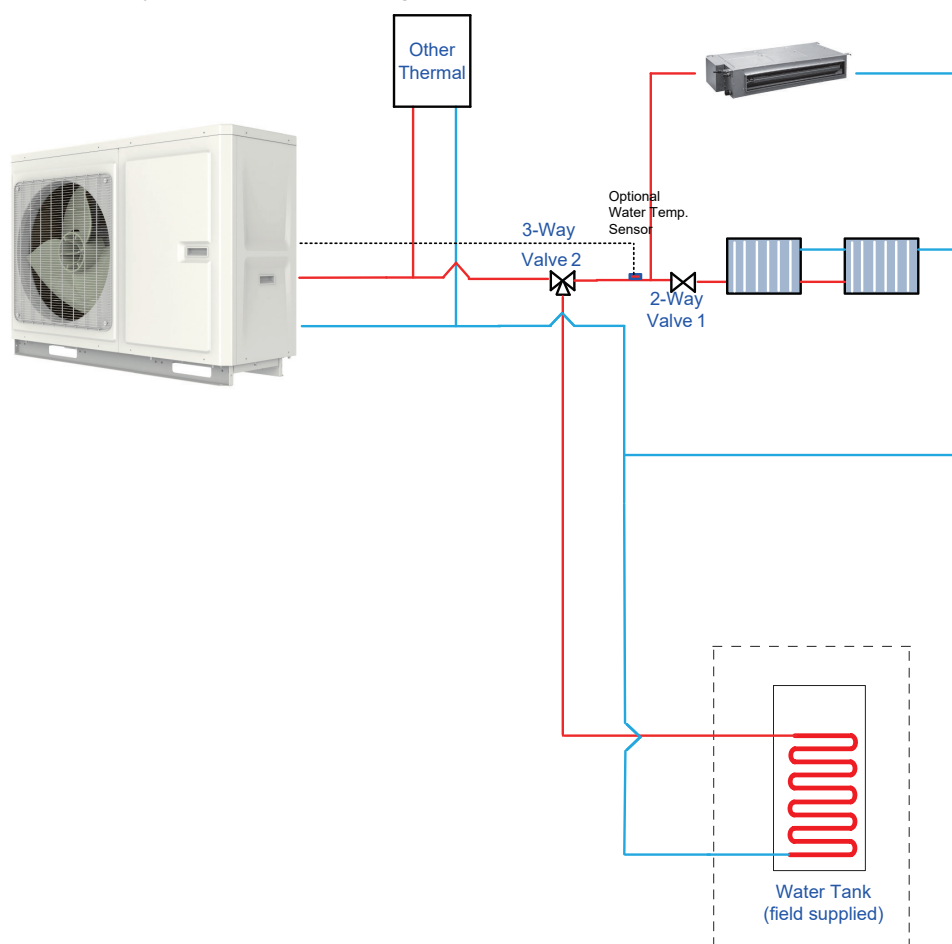 Other
Thermal
Optional
Water Temp.
Sensor
3-Way
Valve 2
2-Way
Valve 1
Water Tank
(field supplied)